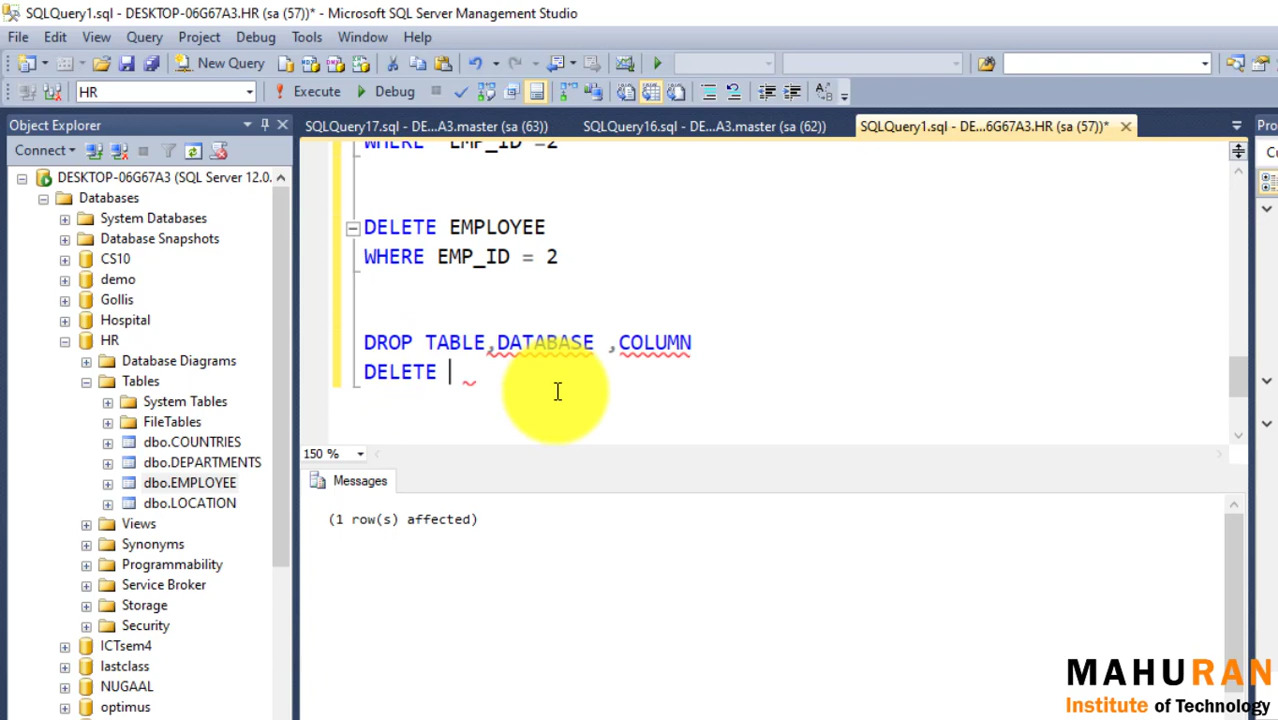 SQLQuery1.sql - DESKTOP-06G67A3.HR (sa (57))* - Microsoft SQL Server Management Studio
File Edit View Query Project Debug Tools Window Help
New Query
HR Execute Debug
Object Explorer
SQLQuery17.sql - DE...A3.master (sa (63)) SQLQuery16.sql - DE...A3.master (sa (62)) SQLQuery1.sql - DE...6G67A3.HR (sa (57))* Pro
Connect
DESKTOP-06G67A3 (SQL Server 12.0.
Databases
System Databases
Database Snapshots
CS10
demo
Gollis
Hospital
HR
Database Diagrams
Tables
System Tables
FileTables
dbo.COUNTRIES
dbo.DEPARTMENTS
dbo.EMPLOYEE
dbo.LOCATION
Views
Synonyms
Programmability
Service Broker
Storage
Security
ICTsem4
lastclass
NUGAAL
optimus
WHERE EMP_ID =2
DELETE EMPLOYEE
WHERE EMP_ID = 2
DROP TABLE,DATABASE ,COLUMN
DELETE
150 %
Messages
(1 row(s) affected)
Cu
MAHURAN
Institute of Technology